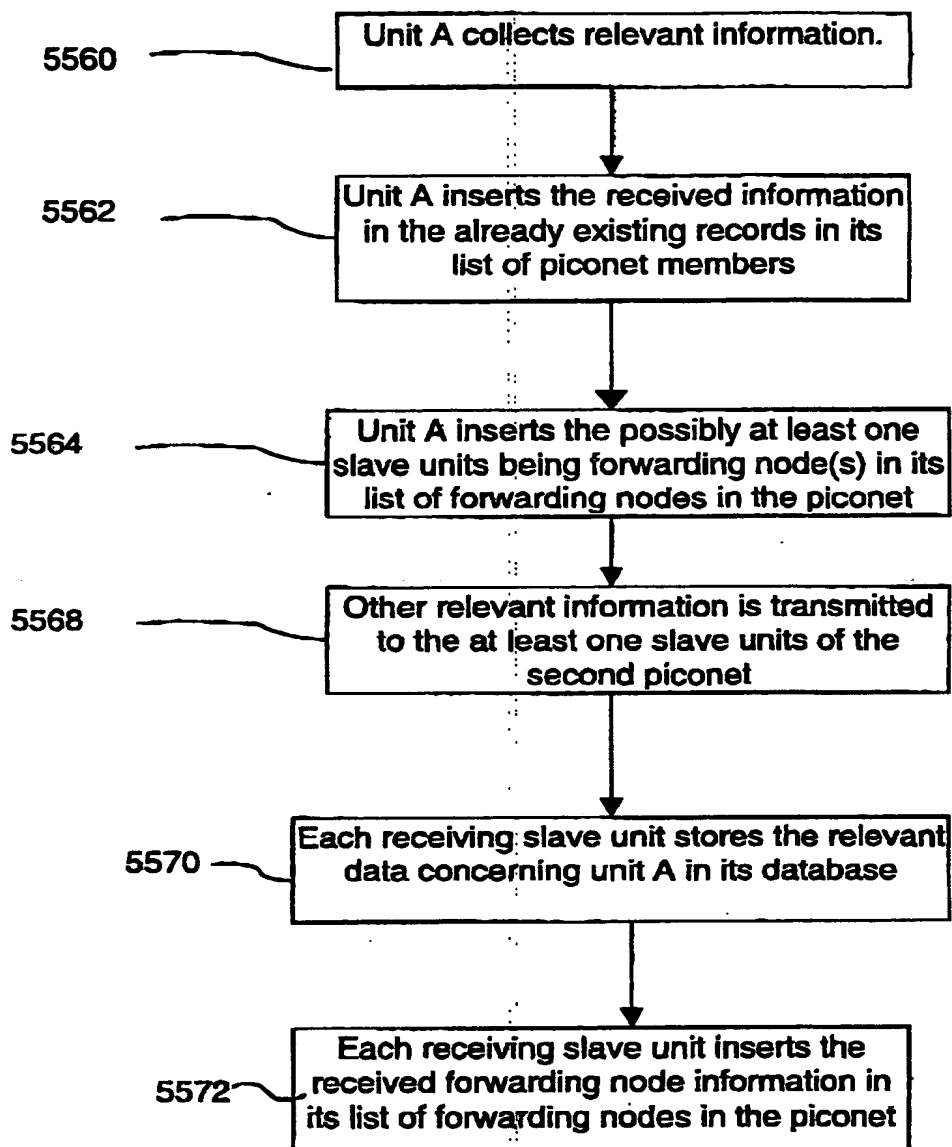 5560
Unit A collects relevant information.
5562
Unit A inserts the received information
in the already existing records in its
list of piconet members
5564
Unit A inserts the possibly at least one
slave units being forwarding node(s) in its
list of forwarding nodes in the piconet
5568
Other relevant information is transmitted
to the at least one slave units of the
second piconet
5570
Each receiving slave unit stores the relevant
data concerning unit A in its database
5572
Each receiving slave unit inserts the
received forwarding node information in
its list of forwarding nodes in the piconet